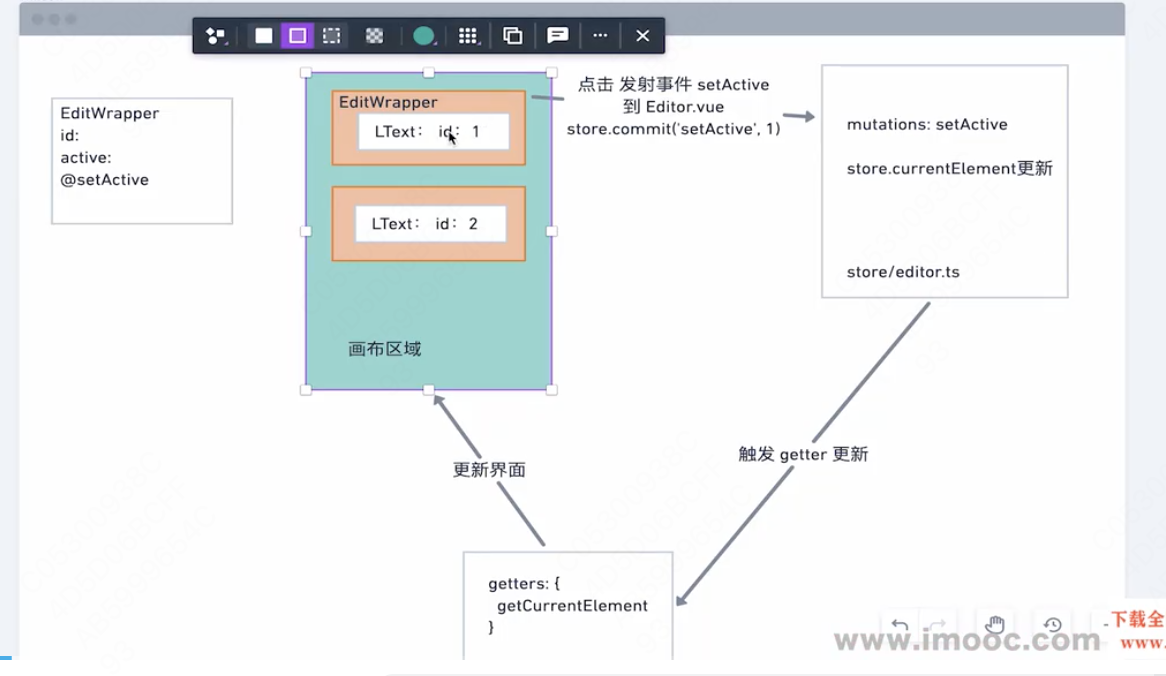 EditWrapper
id:
active:
@setActive
EditWrapper
LText: id: 1
LText: id: 2
画布区域
点击 发射事件 setActive
到 Editor.vue
store.commit('setActive', 1)
mutations: setActive
store.currentElement更新
store/editor.ts
触发 getter 更新
更新界面
getters: {
getCurrentElement
}
www.imooc.com
下载全
www.